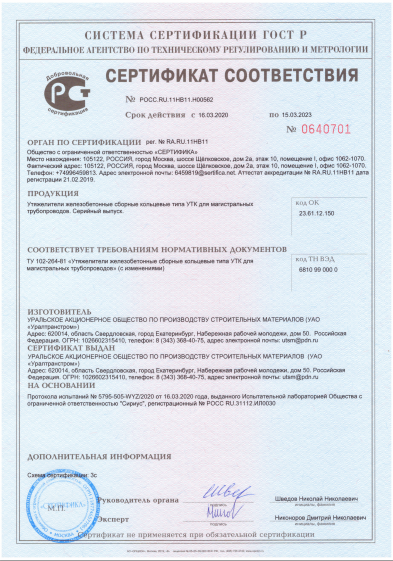 СИСТЕМА СЕРТИФИКАЦИИ ГОСТ Р
ФЕДЕРАЛЬНОЕ АГЕНТСТВО ПО ТЕХНИЧЕСКОМУ РЕГУЛИРОВАНИЮ И МЕТРОЛОГИИ
Добровольная
сертификация
СЕРТИФИКАТ СООТВЕТСТВИЯ
№ РОСС.RU.11НВ11.Н00562
Срок действия с 16.03.2020 по 15.03.2023
№ 0640701
ОРГАН ПО СЕРТИФИКАЦИИ рег. № RA.RU.11НВ11
Общество с ограниченной ответственностью «СЕРТИФИКА»
Место нахождения: 105122, РОССИЯ, город Москва, шоссе Щёлковское, дом 2а, этаж 10, помещение I, офис 1062-1070.
Фактический адрес: 105122, РОССИЯ, город Москва, шоссе Щёлковское, дом 2а, этаж 10, помещение I, офис 1062-1070.
Телефон: +74996459813. Адрес электронной почты: 6459819@sertifica.net. Аттестат аккредитации № RA.RU.11НВ11 дата
регистрации 21.02.2019.
ПРОДУКЦИЯ
Утяжелители железобетонные сборные кольцевые типа УТК для магистральных
трубопроводов. Серийный выпуск.
код ОК
23.61.12.150
СООТВЕТСТВУЕТ ТРЕБОВАНИЯМ НОРМАТИВНЫХ ДОКУМЕНТОВ
ТУ 102-264-81 «Утяжелители железобетонные сборные кольцевые типа УТК для
магистральных трубопроводов» (с изменениями)
код ТН ВЭД
6810 99 000 0
ИЗГОТОВИТЕЛЬ
УРАЛЬСКОЕ АКЦИОНЕРНОЕ ОБЩЕСТВО ПО ПРОИЗВОДСТВУ СТРОИТЕЛЬНЫХ МАТЕРИАЛОВ (УАО
«Уралтранстром»)
Адрес: 620014, область Свердловская, город Екатеринбург, Набережная рабочей молодежи, дом 50. Российская
Федерация. ОГРН: 1026602315410, телефон: 8 (343) 368-40-75, адрес электронной почты: utsm@pdn.ru
СЕРТИФИКАТ ВЫДАН
УРАЛЬСКОЕ АКЦИОНЕРНОЕ ОБЩЕСТВО ПО ПРОИЗВОДСТВУ СТРОИТЕЛЬНЫХ МАТЕРИАЛОВ (УАО
«Уралтранстром»)
Адрес: 620014, область Свердловская, город Екатеринбург, Набережная рабочей молодежи, дом 50. Российская
Федерация. ОГРН: 1026602315410, телефон: 8 (343) 368-40-75, адрес электронной почты: utsm@pdn.ru
НА ОСНОВАНИИ
Протокола испытаний № 5795-505-WYZ/2020 от 16.03.2020 года, выданного Испытательной лабораторией Общества с
ограниченной ответственностью "Сириус", регистрационный № РОСС RU.31112.ИЛ0030
ДОПОЛНИТЕЛЬНАЯ ИНФОРМАЦИЯ
Схема сертификации: 3с
Руководитель органа
подпись
Шведов Николай Николаевич
инициалы, фамилия
М.П.
«СЕРТИФИКА»
МОСКВА
Эксперт
подпись
Никоноров Дмитрий Николаевич
инициалы, фамилия
Сертификат не применяется при обязательной сертификации